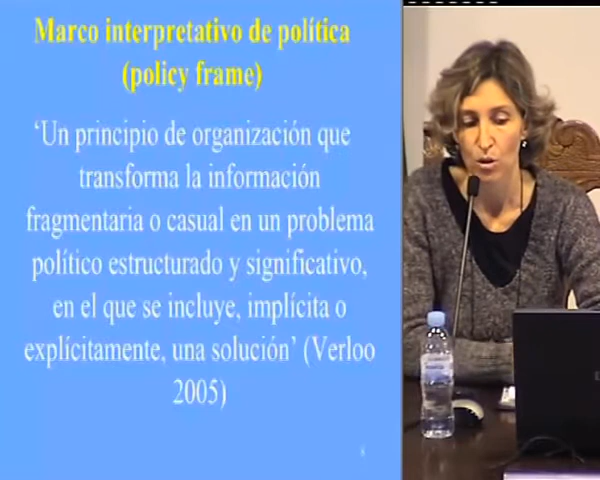 Marco interpretativo de política
(policy frame)
‘Un principio de organización que
transforma la información
fragmentaria o casual en un problema
político estructurado y significativo,
en el que se incluye, implícita o
explícitamente, una solución’ (Verloo
2005)